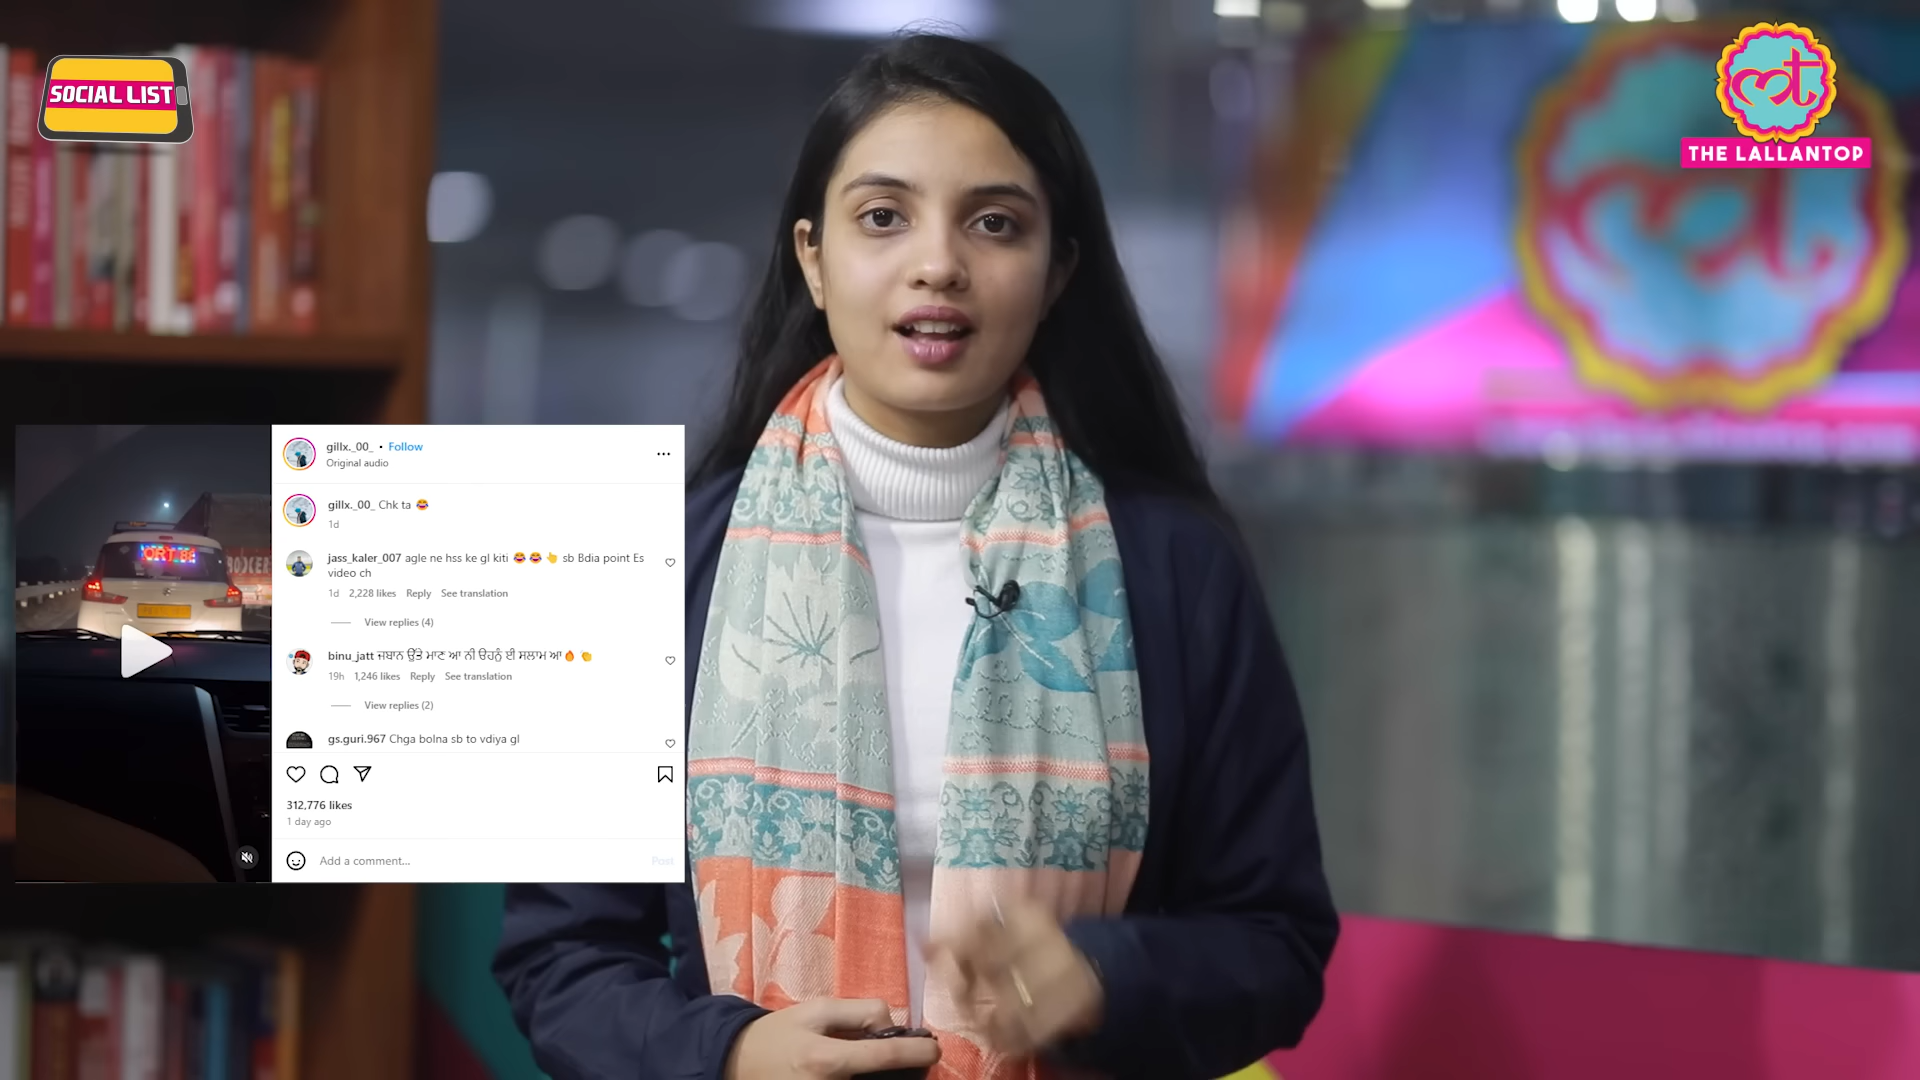 SOCIAL LIST
THE LALLANTOP
gillx._00_ • Follow
Original audio
gillx._00_ Chk ta 😂
1d
jass_kaler_007 agle ne hss ke gl kiti 😂😂 👆 sb Bdia point Es
video ch
1d 2,228 likes Reply See translation
View replies (4)
binu_jatt ਜਬਾਨ ਉੱਤੇ ਮਾਣ ਆ ਨੀ ੳਹਨੂੰ ਈ ਸਲਾਮ ਆ🔥 👏
19h 1,246 likes Reply See translation
View replies (2)
gs.guri.967 Chga bolna sb to vdiya gl
312,776 likes
1 day ago
Add a comment...
Post